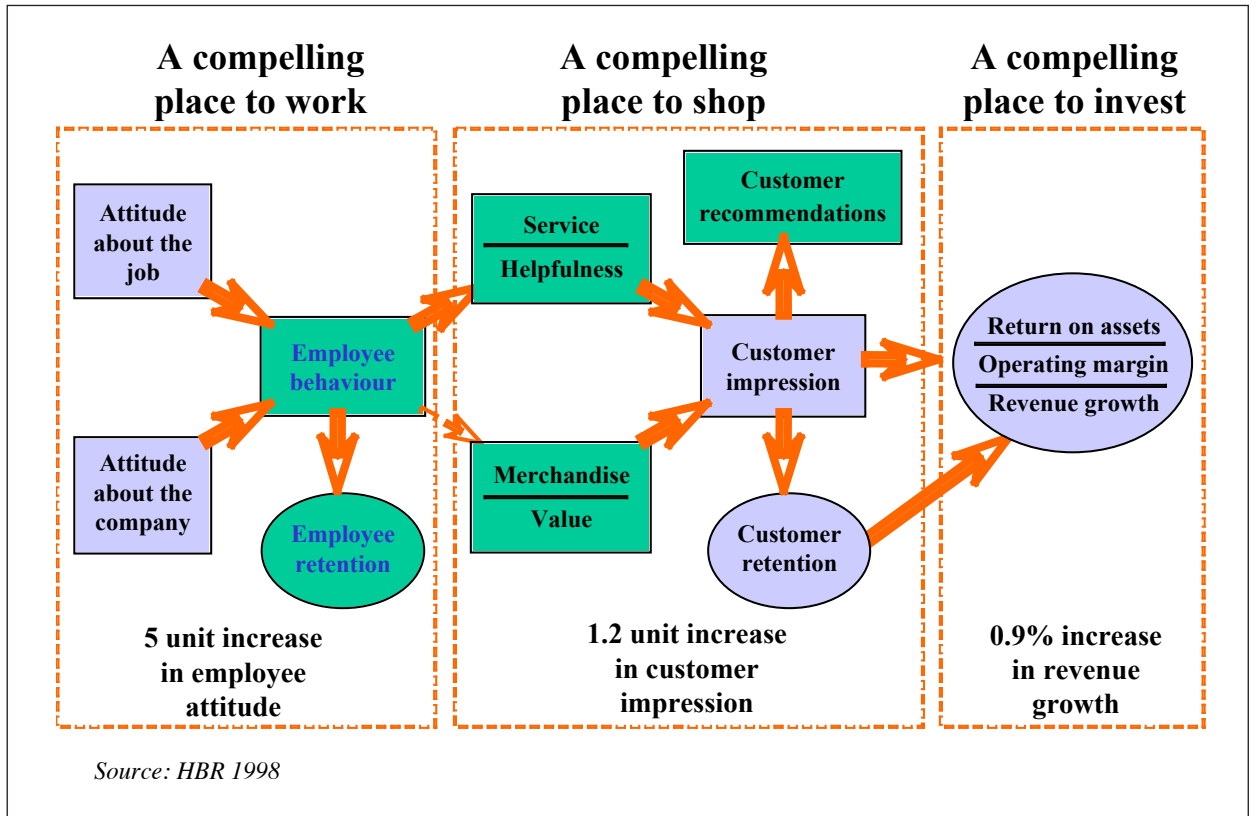 A compelling
place to work
A compelling
place to shop
A compelling
place to invest
Attitude
about the
job
Attitude
about the
company
Employee
behaviour
Employee
retention
5 unit increase
in employee
attitude
Service
Helpfulness
Merchandise
Value
Customer
recommendations
Customer
impression
Customer
retention
1.2 unit increase
in customer
impression
Return on assets
Operating margin
Revenue growth
0.9% increase
in revenue
growth
Source: HBR 1998